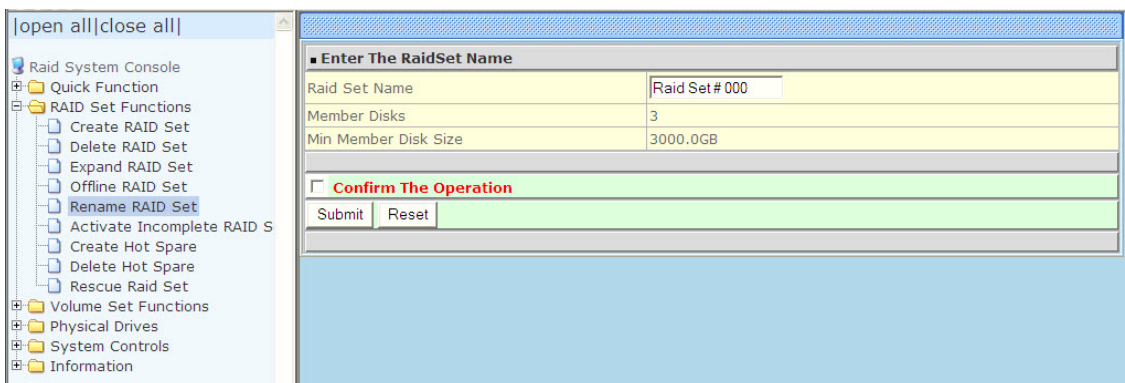 |open all|close all|
Raid System Console
Quick Function
RAID Set Functions
Create RAID Set
Delete RAID Set
Expand RAID Set
Offline RAID Set
Rename RAID Set
Activate Incomplete RAID S
Create Hot Spare
Delete Hot Spare
Rescue Raid Set
Volume Set Functions
Physical Drives
System Controls
Information
Enter The RaidSet Name
Raid Set Name Raid Set # 000
Member Disks 3
Min Member Disk Size 3000.0GB
Confirm The Operation
Submit Reset